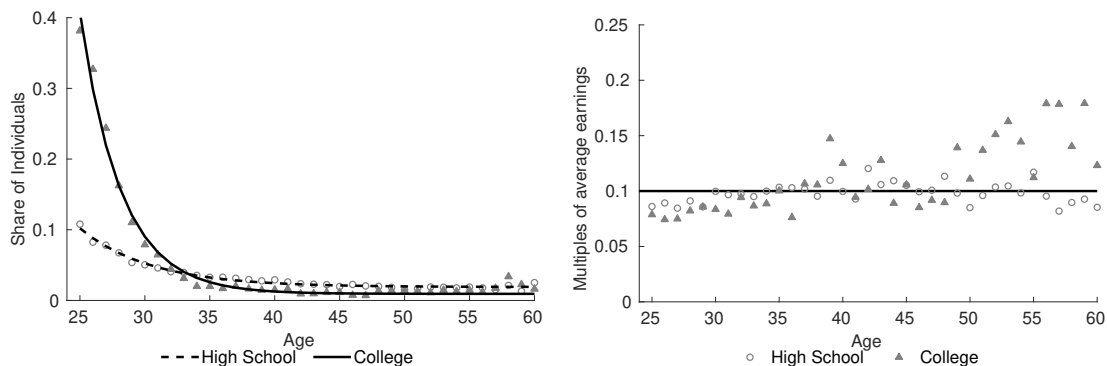 0.4
0.3
0.2
0.1
0
Share of Individuals
25 30 35 40 45 50 55 60
Age
High School College
0.25
0.2
0.15
0.1
0.05
0
Multiples of average earnings
25 30 35 40 45 50 55 60
Age
High School College